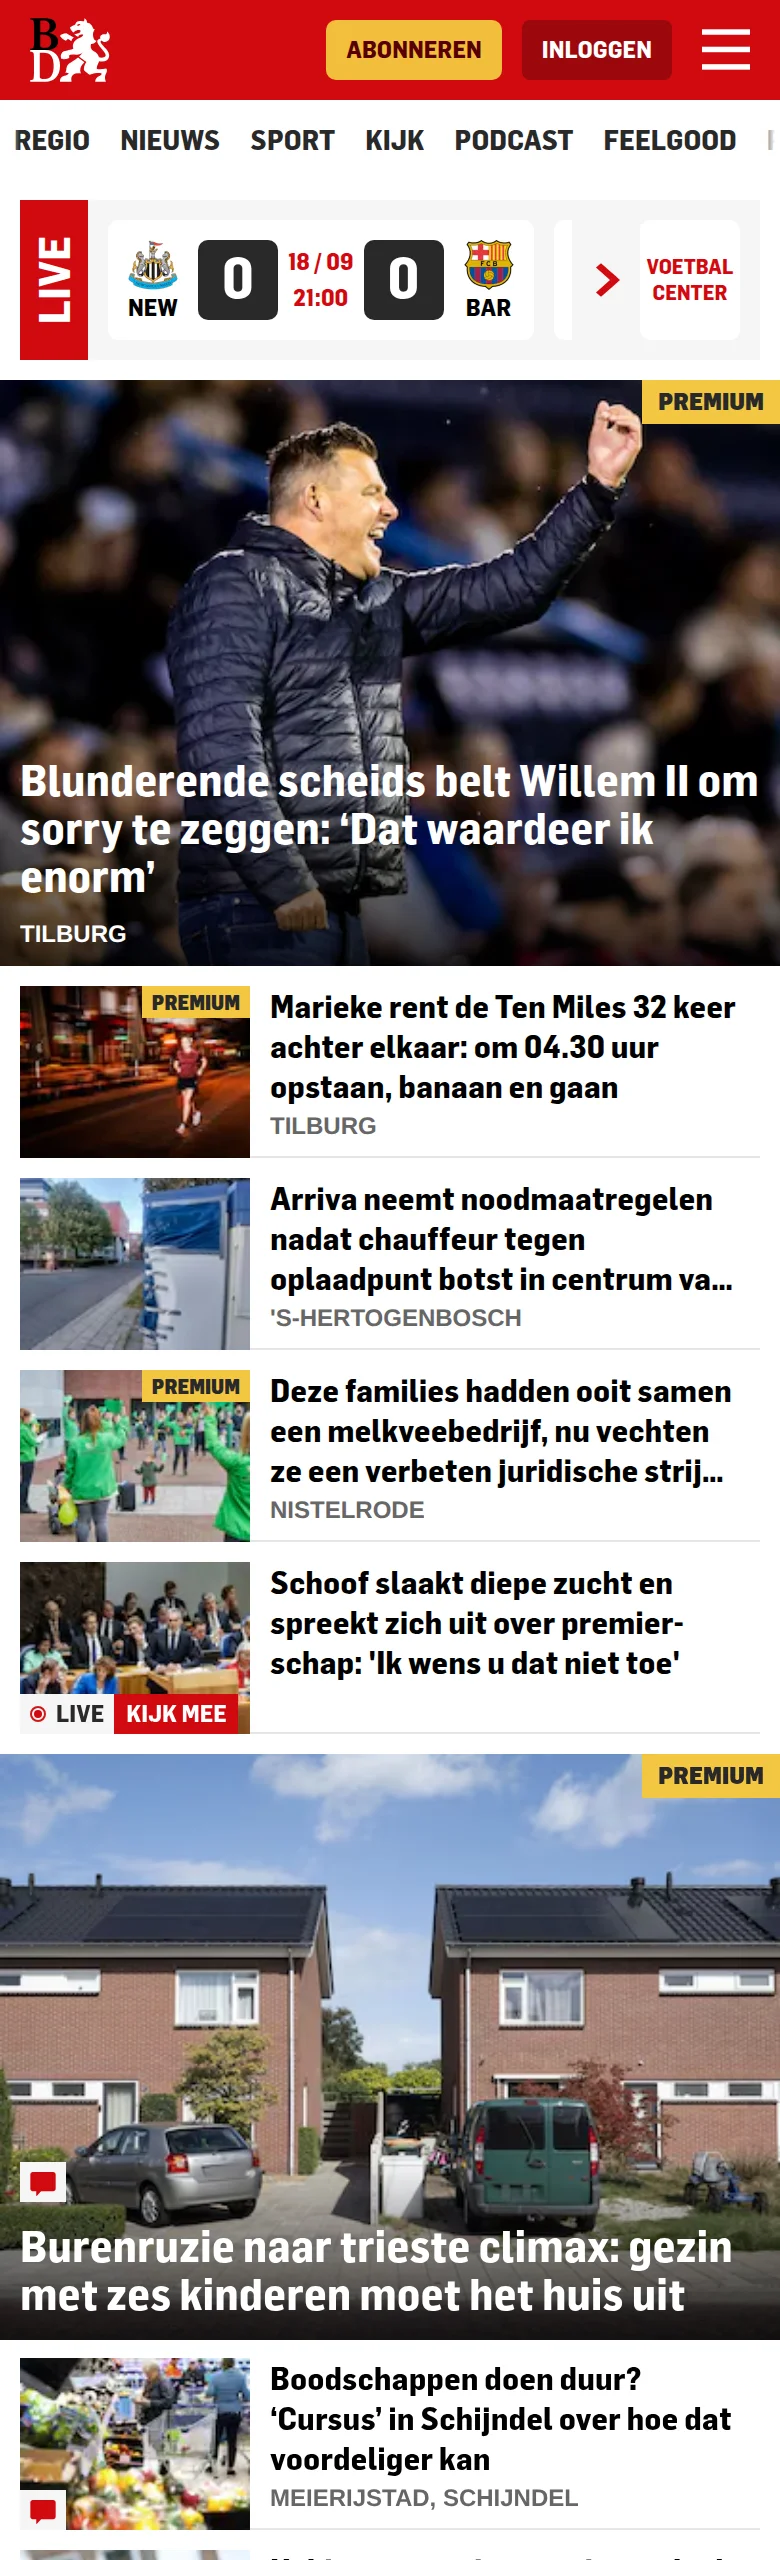 BD
ABONNEREN
INLOGGEN
REGIO NIEUWS SPORT KIJK PODCAST FEELGOOD
LIVE
NEW
0
18 / 09
21:00
0
BAR
VOETBAL
CENTER
PREMIUM
Blunderende scheids belt Willem II om
sorry te zeggen: ‘Dat waardeer ik
enorm’
TILBURG
PREMIUM
Marieke rent de Ten Miles 32 keer
achter elkaar: om 04.30 uur
opstaan, banaan en gaan
TILBURG
Arriva neemt noodmaatregelen
nadat chauffeur tegen
oplaadpunt botst in centrum va...
'S-HERTOGENBOSCH
PREMIUM
Deze families hadden ooit samen
een melkveebedrijf, nu vechten
ze een verbeten juridische strij...
NISTELRODE
Schoof slaakt diepe zucht en
spreekt zich uit over premier-
schap: 'Ik wens u dat niet toe'
LIVE KIJK MEE
PREMIUM
Burenruzie naar trieste climax: gezin
met zes kinderen moet het huis uit
Boodschappen doen duur?
‘Cursus’ in Schijndel over hoe dat
voordeliger kan
MEIERIJSTAD, SCHIJNDEL